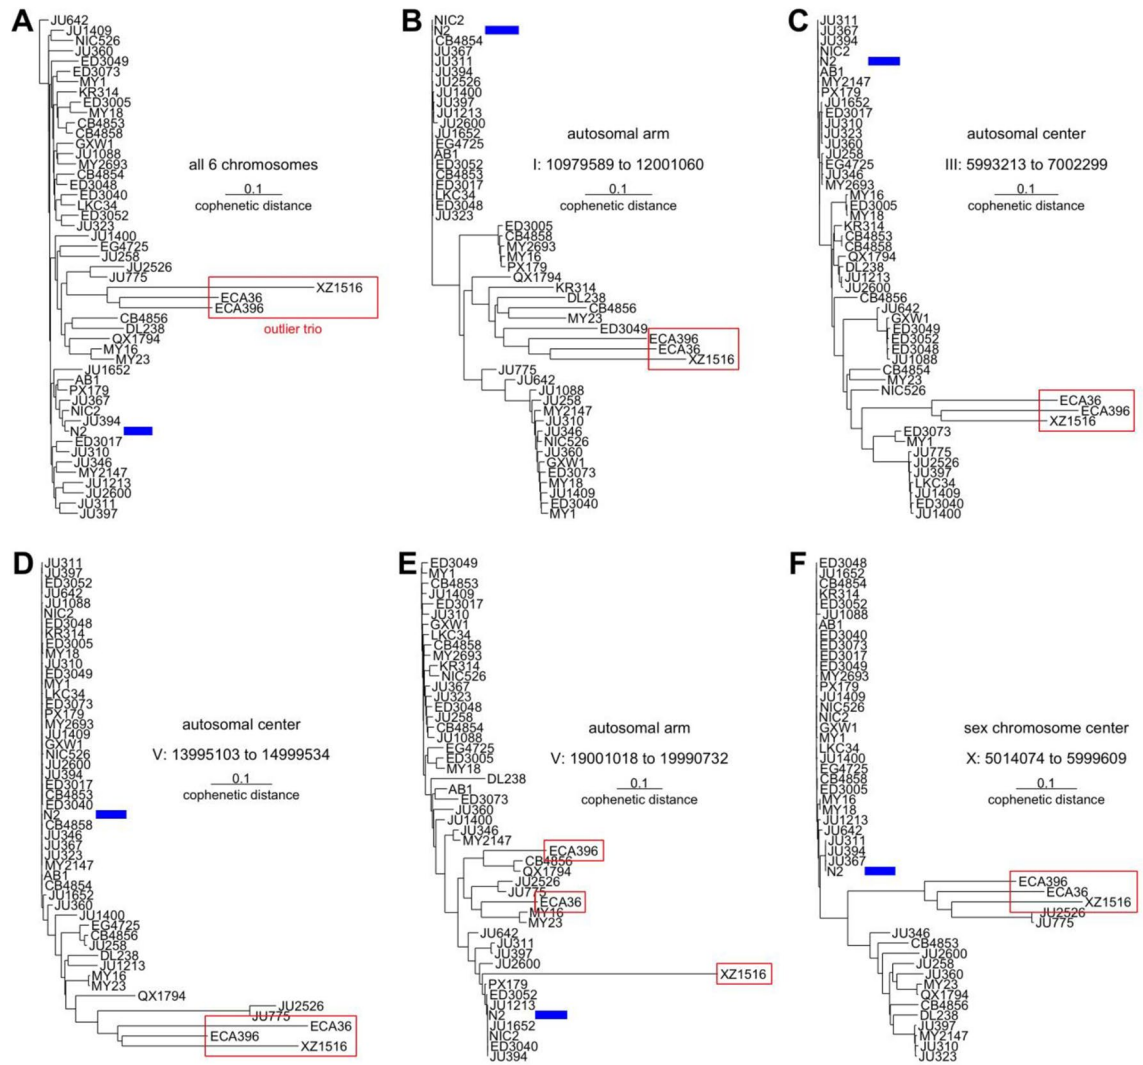 A
JU642
JU1409
NIC526
JU360
ED3049
ED3073
MY1
KR314
ED3005
MY18
CB4853
CB4858
GXW1
JU1088
MY2693
CB4854
ED3048
ED3040
LKC34
ED3052
JU323
JU1400
EG4725
JU258
JU2526
JU775
XZ1516
ECA36
ECA396
CB4856
DL238
QX1794
MY16
MY23
JU1652
AB1
PX179
JU367
NIC2
JU394
N2
ED3017
JU310
JU346
MY2147
JU1213
JU2600
JU311
JU397
all 6 chromosomes
0.1
cophenetic distance
outlier trio
B
NIC2
N2
CB4854
JU367
JU311
JU394
JU2526
JU1400
JU397
JU1213
JU2600
JU1652
EG4725
AB1
ED3052
CB4853
ED3017
LKC34
ED3048
JU323
ED3005
CB4858
MY2693
MY16
PX179
QX1794
KR314
DL238
CB4856
MY23
ED3049
ECA396
ECA36
XZ1516
JU775
JU642
JU1088
JU258
MY2147
JU310
JU346
NIC526
JU360
GXW1
ED3073
MY18
JU1409
ED3040
MY1
autosomal arm
I: 10979589 to 12001060
0.1
cophenetic distance
C
JU311
JU367
JU394
NIC2
N2
AB1
MY2147
PX179
JU1652
ED3017
JU310
JU323
JU360
JU258
EG4725
JU346
MY2693
MY16
ED3005
MY18
KR314
CB4853
CB4858
QX1794
DL238
JU1213
JU2600
CB4856
JU642
GXW1
ED3049
ED3052
ED3048
JU1088
CB4854
MY23
NIC526
ECA36
ECA396
XZ1516
ED3073
MY1
JU775
JU2526
JU397
LKC34
JU1409
ED3040
JU1400
autosomal center
III: 5993213 to 7002299
0.1
cophenetic distance
D
JU311
JU397
ED3052
JU642
JU1088
NIC2
ED3048
KR314
ED3005
MY18
JU310
ED3049
MY1
LKC34
ED3073
PX179
MY2693
JU1409
GXW1
NIC526
JU2600
JU394
ED3017
CB4853
ED3040
N2
CB4858
JU346
JU367
JU323
MY2147
AB1
CB4854
JU1652
JU360
JU1400
EG4725
CB4856
JU258
DL238
JU1213
MY16
MY23
QX1794
JU2526
JU775
ECA36
ECA396
XZ1516
autosomal center
V: 13995103 to 14999534
0.1
cophenetic distance
E
ED3049
MY1
CB4853
JU1409
ED3017
JU310
GXW1
LKC34
CB4858
MY2693
KR314
NIC526
JU367
JU323
ED3048
JU258
CB4854
JU1088
EG4725
ED3005
MY18
DL238
AB1
ED3073
JU360
JU1400
JU346
MY2147
ECA396
CB4856
QX1794
JU2526
JU775
ECA36
MY16
MY23
JU642
JU311
JU397
JU2600
XZ1516
PX179
ED3052
JU1213
N2
JU1652
NIC2
ED3040
JU394
autosomal arm
V: 19001018 to 19990732
0.1
cophenetic distance
F
ED3048
JU1652
CB4854
KR314
ED3052
JU1088
AB1
ED3040
ED3073
ED3017
ED3049
MY2693
PX179
JU1409
NIC526
NIC2
GXW1
MY1
LKC34
JU1400
EG4725
CB4858
ED3005
MY16
MY18
JU1213
JU642
JU311
JU394
JU367
N2
ECA396
ECA36
XZ1516
JU2526
JU775
JU346
CB4853
JU2600
JU258
JU360
MY23
QX1794
CB4856
DL238
JU397
MY2147
JU310
JU323
sex chromosome center
X: 5014074 to 5999609
0.1
cophenetic distance